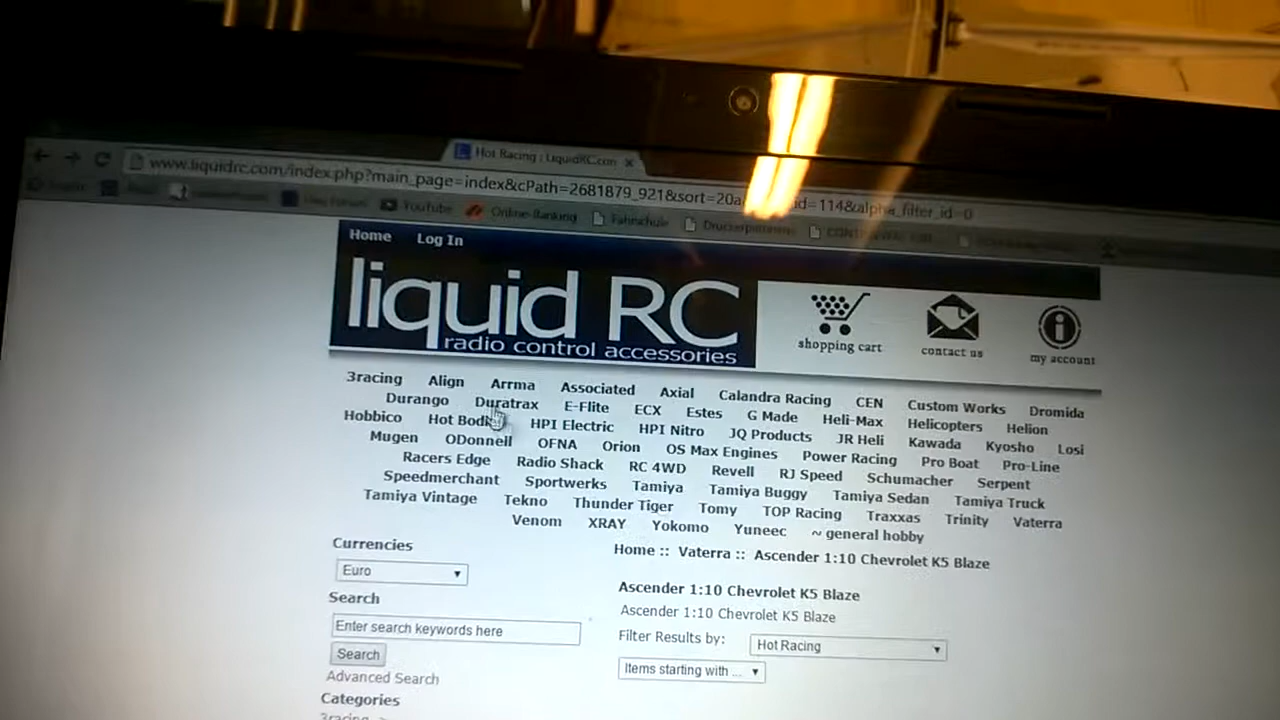 Hot Racing : LiquidRC.com
www.liquidrc.com/index.php?main_page=index&cPath=2681879_921&sort=20a id=114&alpha_filter_id=0
YouTube Online-Banking Fahrschule
Home Log In
liquid RC
radio control accessories
shopping cart contact us my account
3racing Align Arrma Associated Axial Calandra Racing CEN Custom Works Dromida
Durango Duratrax E-Flite ECX Estes G Made Heli-Max Helicopters Helion
Hobbico Hot Bodies HPI Electric HPI Nitro JQ Products JR Heli Kawada Kyosho Losi
Mugen ODonnell OFNA Orion OS Max Engines Power Racing Pro Boat Pro-Line
Racers Edge Radio Shack RC 4WD Revell RJ Speed Schumacher Serpent
Speedmerchant Sportwerks Tamiya Tamiya Buggy Tamiya Sedan Tamiya Truck
Tamiya Vintage Tekno Thunder Tiger Tomy TOP Racing Traxxas Trinity Vaterra
Venom XRAY Yokomo Yuneec ~ general hobby
Currencies
Euro
Search
Enter search keywords here
Search
Advanced Search
Categories
3racing
Home :: Vaterra :: Ascender 1:10 Chevrolet K5 Blaze
Ascender 1:10 Chevrolet K5 Blaze
Ascender 1:10 Chevrolet K5 Blaze
Filter Results by: Hot Racing
Items starting with ...